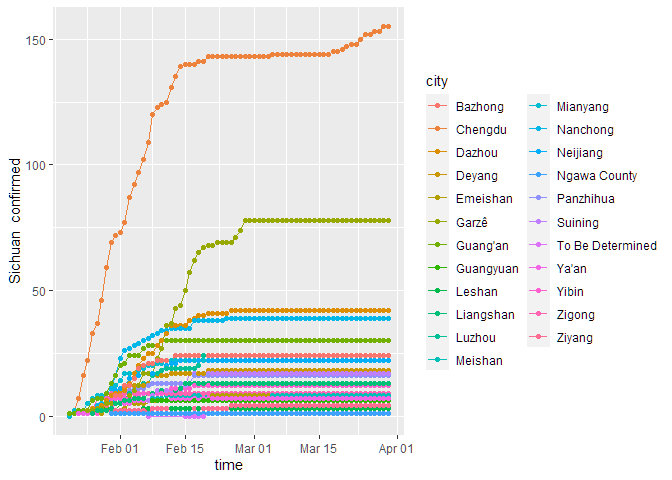 150
100
50
0
Sichuan confirmed
Feb 01
Feb 15
Mar 01
Mar 15
Apr 01
time
city
Bazhong
Chengdu
Dazhou
Deyang
Emeishan
Garzê
Guang'an
Guangyuan
Leshan
Liangshan
Luzhou
Meishan
Mianyang
Nanchong
Neijiang
Ngawa County
Panzhihua
Suining
To Be Determined
Ya'an
Yibin
Zigong
Ziyang